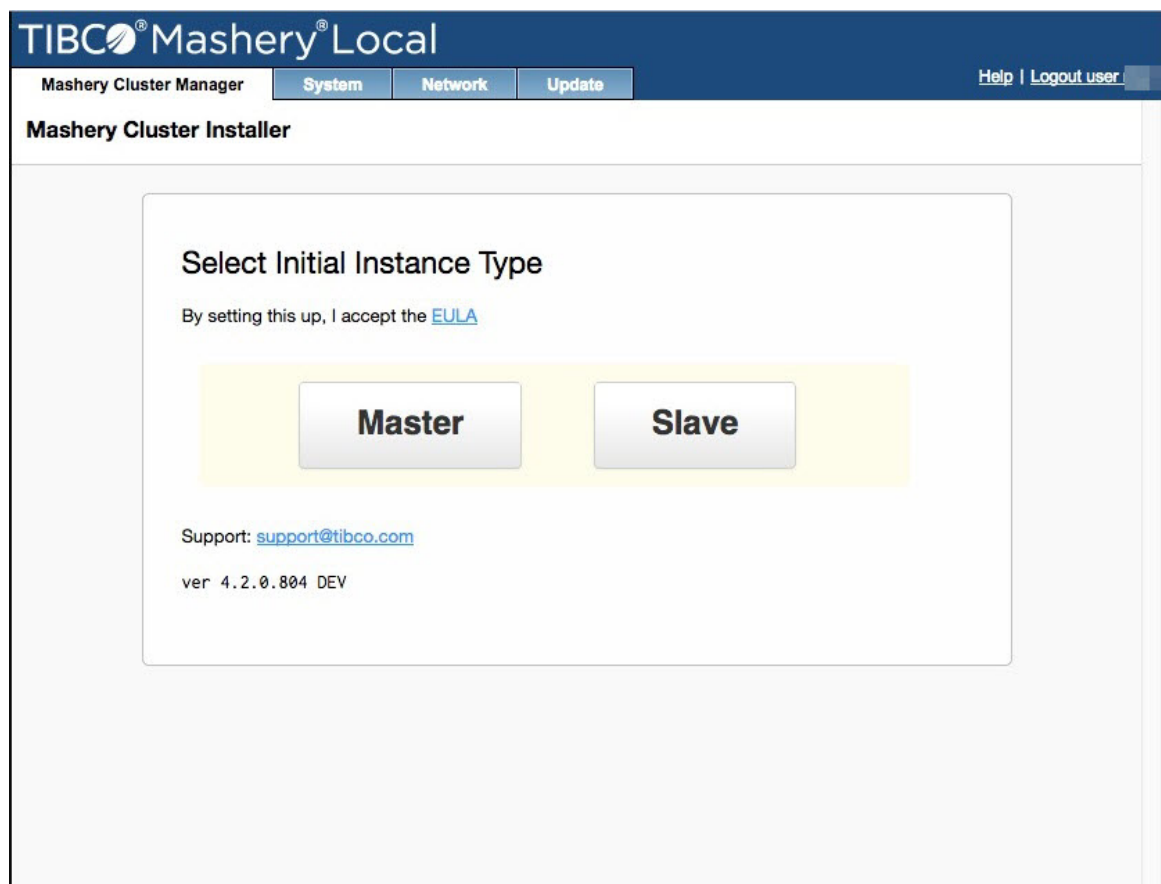 TIBCO® Mashery® Local
Mashery Cluster Manager System Network Update Help | Logout user
Mashery Cluster Installer
Select Initial Instance Type
By setting this up, I accept the EULA
Master Slave
Support: support@tibco.com
ver 4.2.0.804 DEV